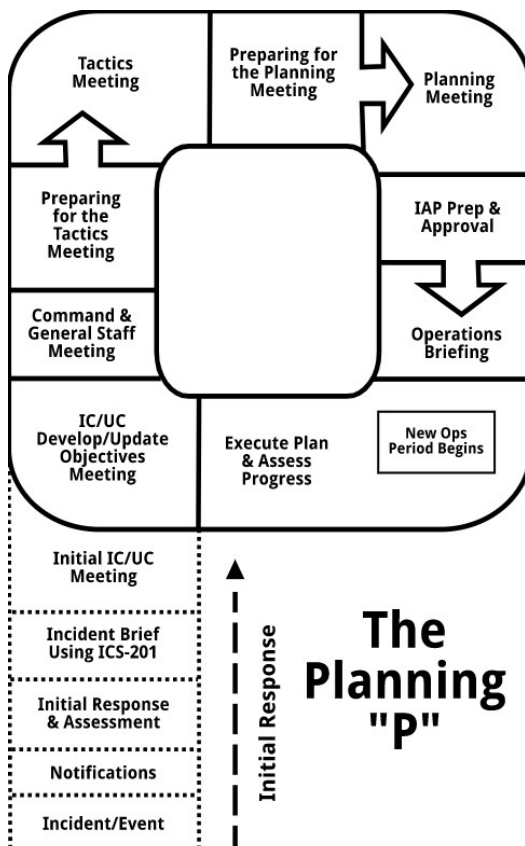 Tactics
Meeting
Preparing for
the Planning
Meeting
Planning
Meeting
Preparing
for the
Tactics
Meeting
IAP Prep &
Approval
Command &
General Staff
Meeting
Operations
Briefing
IC/UC
Develop/Update
Objectives
Meeting
Execute Plan
& Assess
Progress
New Ops
Period Begins
Initial IC/UC
Meeting
Incident Brief
Using ICS-201
Initial Response
& Assessment
Notifications
Incident/Event
Initial Response
The
Planning
"P"